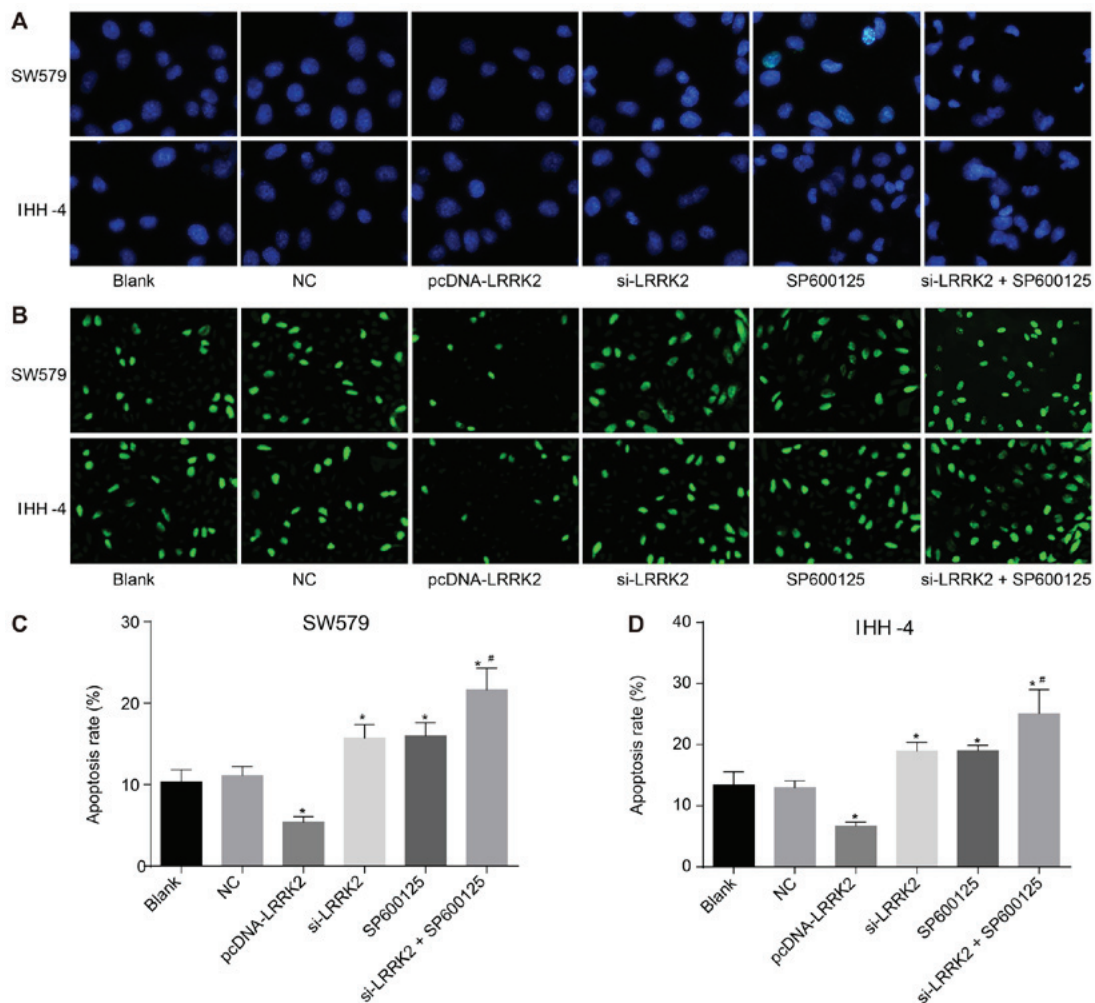 A
SW579
IHH -4
Blank NC pcDNA-LRRK2 si-LRRK2 SP600125 si-LRRK2 + SP600125
B
SW579
IHH -4
Blank NC pcDNA-LRRK2 si-LRRK2 SP600125 si-LRRK2 + SP600125
C
SW579
Apoptosis rate (%)
30
20
10
0
*
*
*
* #
Blank
NC
pcDNA-LRRK2
si-LRRK2
SP600125
si-LRRK2 + SP600125
D
IHH -4
Apoptosis rate (%)
40
30
20
10
0
*
*
*
* #
Blank
NC
pcDNA-LRRK2
si-LRRK2
SP600125
si-LRRK2 + SP600125